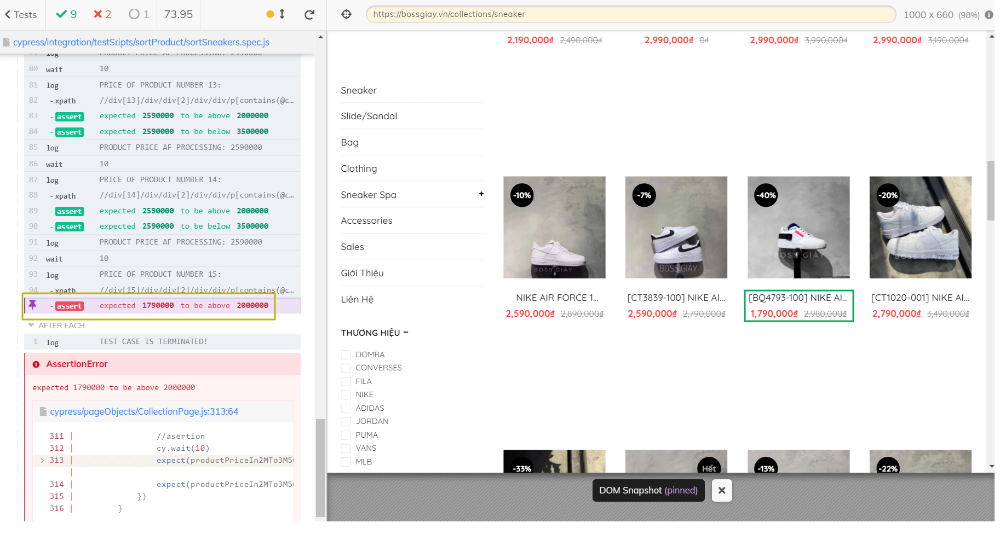 Tests
9
2
1
73.95
https://bossgiay.vn/collections/sneaker
1000 x 660 (98%)
cypress/integration/testSripts/sortProduct/sortSneakers.spec.js
79 log PRODUCT PRICE AF PROCESSING: 2590000
80 wait 10
81 log PRICE OF PRODUCT NUMBER 13:
82 -xpath //div[13]/div/div[2]/div/div/p[contains(@c…
83 -assert expected 2590000 to be above 2000000
84 -assert expected 2590000 to be below 3500000
85 log PRODUCT PRICE AF PROCESSING: 2590000
86 wait 10
87 log PRICE OF PRODUCT NUMBER 14:
88 -xpath //div[14]/div/div[2]/div/div/p[contains(@c…
89 -assert expected 2590000 to be above 2000000
90 -assert expected 2590000 to be below 3500000
91 log PRODUCT PRICE AF PROCESSING: 2590000
92 wait 10
93 log PRICE OF PRODUCT NUMBER 15:
94 -xpath //div[15]/div/div[2]/div/div/p[contains(@c…
-assert expected 1790000 to be above 2000000
AFTER EACH
1 log TEST CASE IS TERMINATED!
AssertionError
expected 1790000 to be above 2000000
cypress/pageObjects/CollectionPage.js:313:64
311 | //asertion
312 | cy.wait(10)
> 313 | expect(productPriceIn2MTo3M5
|
314 | expect(productPriceIn2MTo3M5
315 | })
316 | }
2,190,000₫ 2,490,000₫
2,990,000₫ 0₫
2,990,000₫ 3,990,000₫
2,990,000₫ 3,190,000₫
Sneaker
Slide/Sandal
Bag
Clothing
Sneaker Spa +
Accessories
Sales
Giới Thiệu
Liên Hệ
THƯƠNG HIỆU –
DOMBA
CONVERSES
FILA
NIKE
ADIDAS
JORDAN
PUMA
VANS
MLB
-10%
BOSS GIÀY
NIKE AIR FORCE 1...
2,590,000₫ 2,890,000₫
-7%
BOSS GIÀY
[CT3839-100] NIKE AI...
2,590,000₫ 2,790,000₫
-40%
BOSS GIÀY
[BQ4793-100] NIKE AI...
1,790,000₫ 2,980,000₫
-20%
BOSS GIÀY
[CT1020-001] NIKE AI...
2,790,000₫ 3,490,000₫
-33%
Hết
-13%
-22%
DOM Snapshot (pinned)